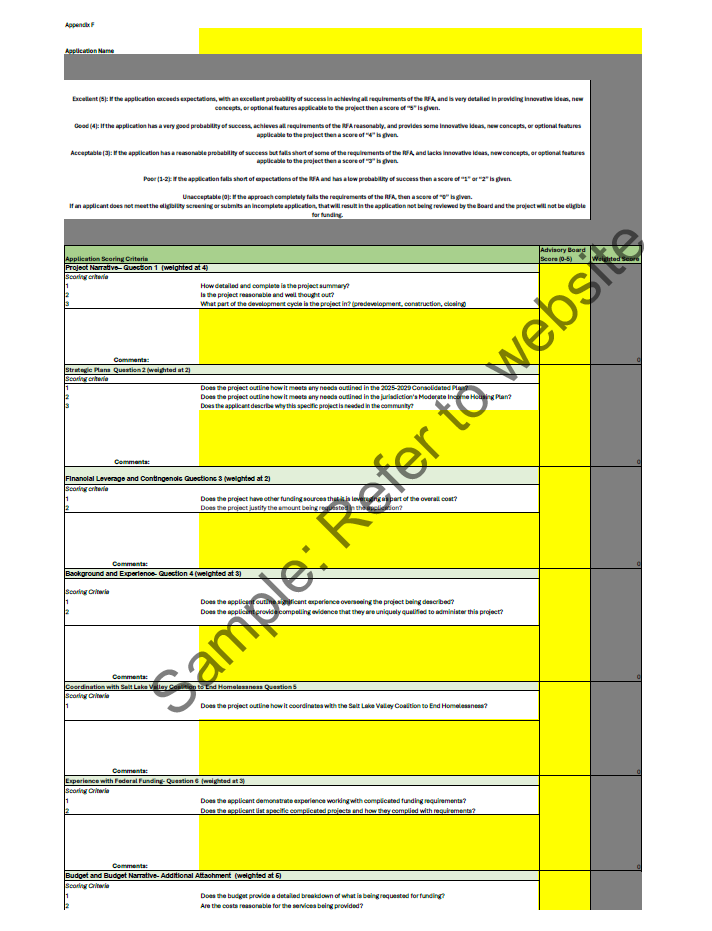 Appendix F
Application Name
Excellent (5): If the application exceeds expectations, with an excellent probability of success in achieving all requirements of the RFA, and is very detailed in providing innovative ideas, new
concepts, or optional features applicable to the project then a score of "5" is given.
Good (4): If the application has a very good probability of success, achieves all requirements of the RFA reasonably, and provides some innovative ideas, new concepts, or optional features
applicable to the project then a score of "4" is given.
Acceptable (3): If the application has a reasonable probability of success but falls short of some of the requirements of the RFA, and lacks innovative ideas, new concepts, or optional features
applicable to the project then a score of "3" is given.
Poor (1-2): If the application falls short of expectations of the RFA and has a low probability of success then a score of "1" or "2" is given.
Unacceptable (0): If the approach completely fails the requirements of the RFA, then a score of "0" is given.
If an applicant does not meet the eligibility screening or submits an incomplete application, that will result in the application not being reviewed by the Board and the project will not be eligible
for funding.
Application Scoring Criteria Advisory Board Score (0-5) Weighted Score
Project Narrative– Question 1 (weighted at 4)
Scoring criteria
1 How detailed and complete is the project summary?
2 Is the project reasonable and well thought out?
3 What part of the development cycle is the project in? (predevelopment, construction, closing)
Comments: 0
Strategic Plans Question 2 (weighted at 2)
Scoring criteria
1 Does the project outline how it meets any needs outlined in the 2025-2029 Consolidated Plan?
2 Does the project outline how it meets any needs outlined in the jurisdiction's Moderate Income Housing Plan?
3 Does the applicant describe why this specific project is needed in the community?
Comments: 0
Financial Leverage and Contingencis Questions 3 (weighted at 2)
Scoring criteria
1 Does the project have other funding sources that it is leveraging as part of the overall cost?
2 Does the project justify the amount being requested in the application?
Comments: 0
Background and Experience- Question 4 (weighted at 3)
Scoring Criteria
1 Does the applicant outline significant experience overseeing the project being described?
2 Does the applicant provide compelling evidence that they are uniquely qualified to administer this project?
Comments: 0
Coordination with Salt Lake Valley Coalition to End Homelessness Question 5
Scoring Criteria
1 Does the project outline how it coordinates with the Salt Lake Valley Coalition to End Homelessness?
Comments: 0
Experience with Federal Funding- Question 6 (weighted at 3)
Scoring Criteria
1 Does the applicant demonstrate experience working with complicated funding requirements?
2 Does the applicant list specific complicated projects and how they complied with requirements?
Comments: 0
Budget and Budget Narrative- Additional Attachment (weighted at 5)
Scoring Criteria
1 Does the budget provide a detailed breakdown of what is being requested for funding?
2 Are the costs reasonable for the services being provided?
Sample: Refer to website